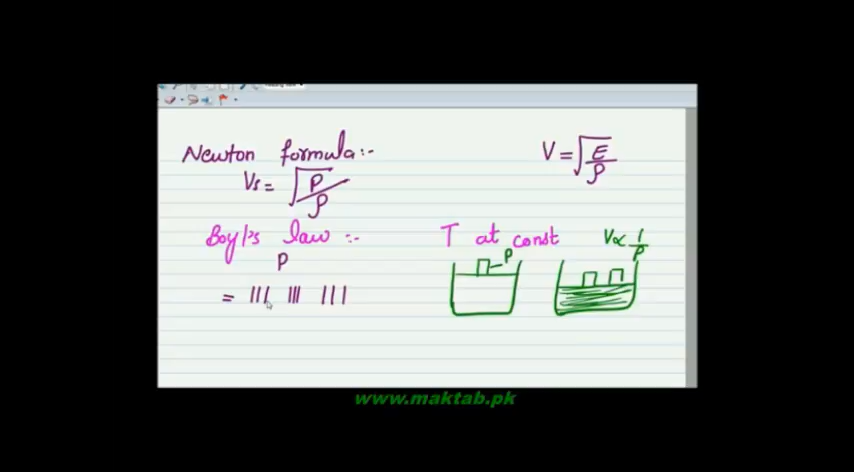 Newton formula:-
V = √E/ρ
Vs = √P/ρ
Boyl's law :-
T at const
V ∝ 1/P
P
P
=
www.maktab.pk